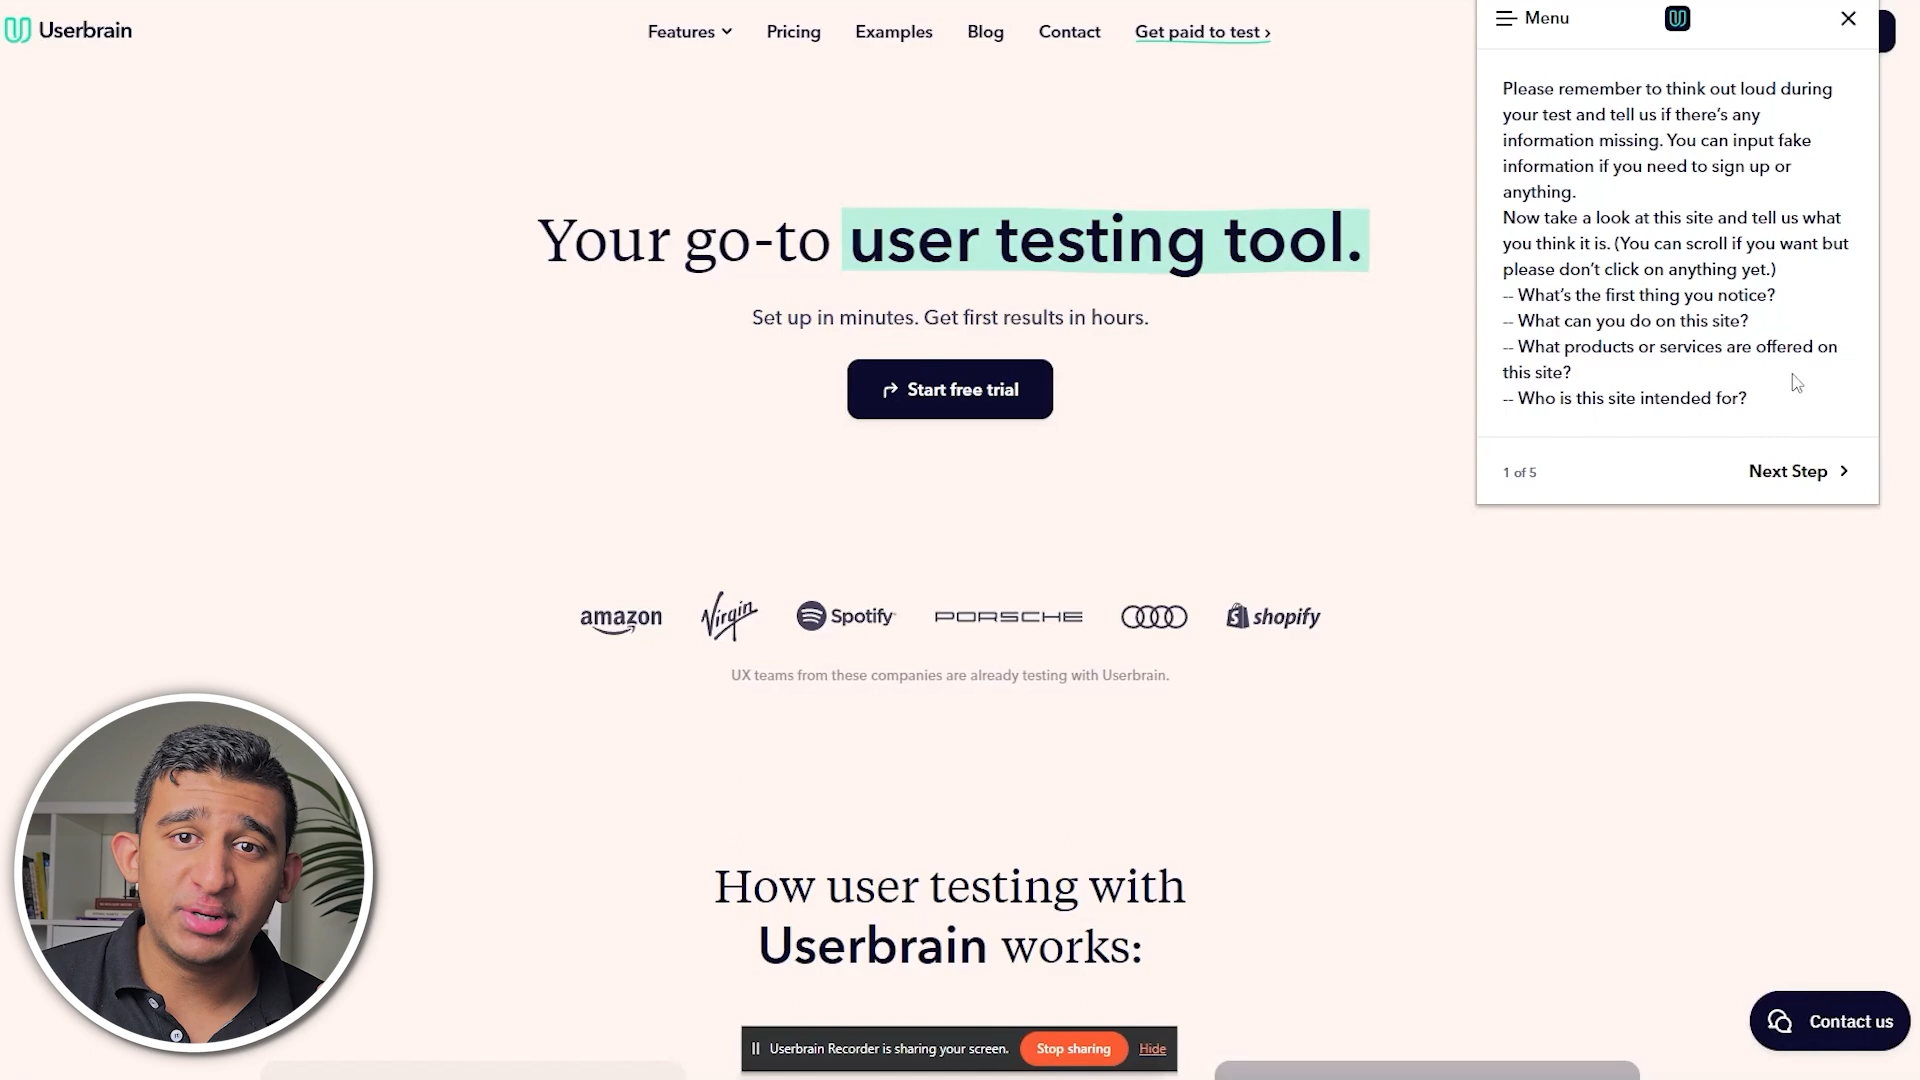 Userbrain
Features
Pricing
Examples
Blog
Contact
Get paid to test ›
Menu
Please remember to think out loud during
your test and tell us if there’s any
information missing. You can input fake
information if you need to sign up or
anything.
Now take a look at this site and tell us what
you think it is. (You can scroll if you want but
please don’t click on anything yet.)
-- What’s the first thing you notice?
-- What can you do on this site?
-- What products or services are offered on
this site?
-- Who is this site intended for?
1 of 5
Next Step
Your go-to user testing tool.
Set up in minutes. Get first results in hours.
Start free trial
amazon
Virgin
Spotify
PORSCHE
shopify
UX teams from these companies are already testing with Userbrain.
How user testing with
Userbrain works:
Contact us
Userbrain Recorder is sharing your screen.
Stop sharing
Hide